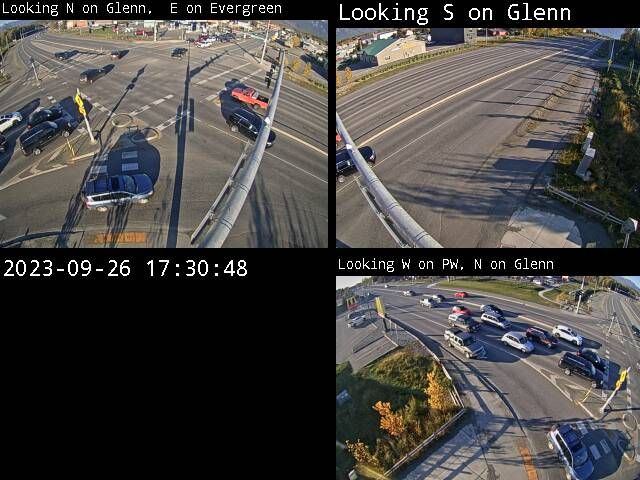 Looking N on Glenn, E on Evergreen
Looking S on Glenn
2023-09-26 17:30:48
Looking W on PW, N on Glenn